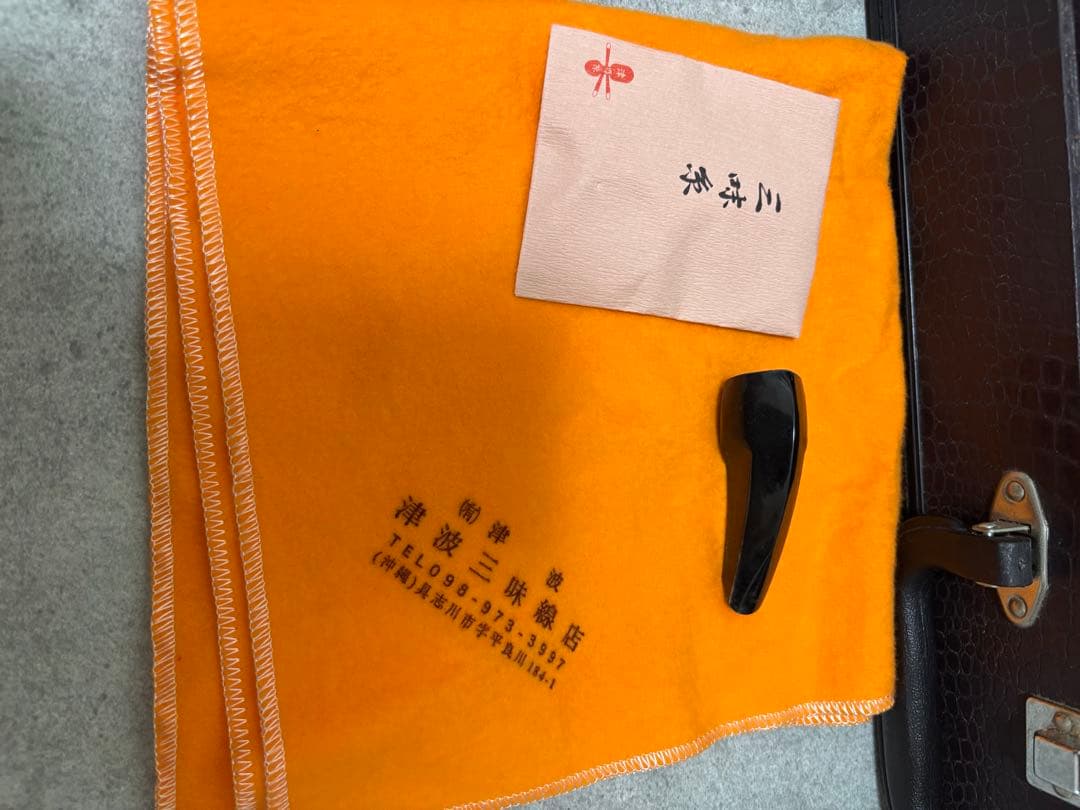 三味糸
㈲津波
津波三味線店
TEL098-973-3997
(沖縄)具志川市字平良川184-1